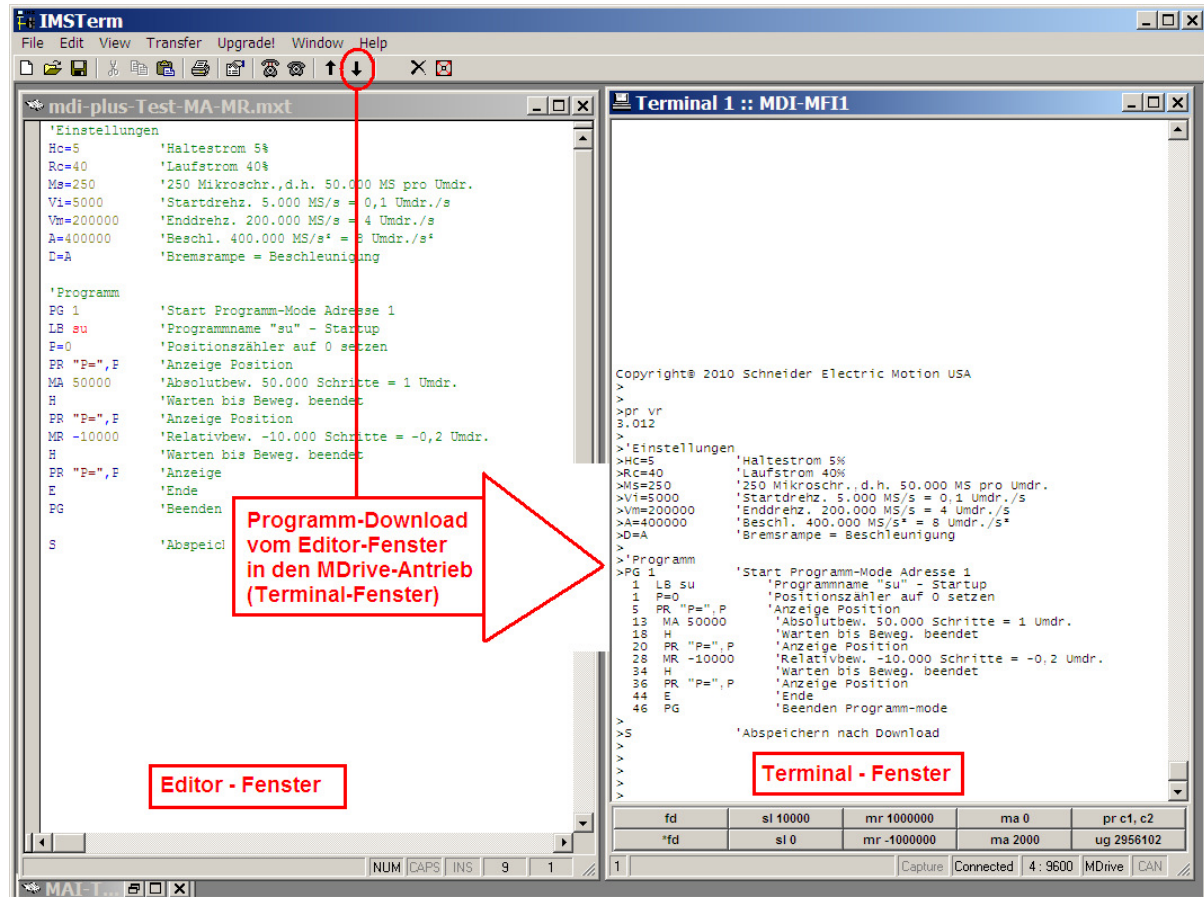 IMSTerm
File Edit View Transfer Upgrade! Window Help
mdi-plus-Test-MA-MR.mxt
'Einstellungen
Hc=5 'Haltestrom 5%
Rc=40 'Laufstrom 40%
Ms=250 '250 Mikroschr.,d.h. 50.000 MS pro Umdr.
Vi=5000 'Startdrehz. 5.000 MS/s = 0,1 Umdr./s
Vm=200000 'Enddrehz. 200.000 MS/s = 4 Umdr./s
A=400000 'Beschl. 400.000 MS/s² = 8 Umdr./s²
D=A 'Bremsrampe = Beschleunigung
'Programm
PG 1 'Start Programm-Mode Adresse 1
LB su 'Programmname "su" - Startup
P=0 'Positionszähler auf 0 setzen
PR "P=",P 'Anzeige Position
MA 50000 'Absolutbew. 50.000 Schritte = 1 Umdr.
H 'Warten bis Beweg. beendet
PR "P=",P 'Anzeige Position
MR -10000 'Relativbew. -10.000 Schritte = -0,2 Umdr.
H 'Warten bis Beweg. beendet
PR "P=",P 'Anzeige
E 'Ende
PG 'Beenden
S 'Abspeicl
Programm-Download
vom Editor-Fenster
in den MDrive-Antrieb
(Terminal-Fenster)
Editor - Fenster
NUM CAPS INS 9 1
MAI-T...
Terminal 1 :: MDI-MFI1
Copyright® 2010 Schneider Electric Motion USA
>
>
>pr vr
3.012
>
>'Einstellungen
>Hc=5 'Haltestrom 5%
>Rc=40 'Laufstrom 40%
>Ms=250 '250 Mikroschr.,d.h. 50.000 MS pro Umdr.
>Vi=5000 'Startdrehz. 5.000 MS/s = 0,1 Umdr./s
>Vm=200000 'Enddrehz. 200.000 MS/s = 4 Umdr./s
>A=400000 'Beschl. 400.000 MS/s² = 8 Umdr./s²
>D=A 'Bremsrampe = Beschleunigung
>
>'Programm
>PG 1 'Start Programm-Mode Adresse 1
1 LB su 'Programmname "su" - Startup
1 P=0 'Positionszähler auf 0 setzen
5 PR "P=",P 'Anzeige Position
13 MA 50000 'Absolutbew. 50.000 Schritte = 1 Umdr.
18 H 'Warten bis Beweg. beendet
20 PR "P=",P 'Anzeige Position
28 MR -10000 'Relativbew. -10.000 Schritte = -0,2 Umdr.
34 H 'Warten bis Beweg. beendet
36 PR "P=",P 'Anzeige Position
44 E 'Ende
46 PG 'Beenden Programm-mode
>
>S 'Abspeichern nach Download
>
>
>
>
>
Terminal - Fenster
fd sl 10000 mr 1000000 ma 0 pr c1, c2
*fd sl 0 mr -1000000 ma 2000 ug 2956102
1 Capture Connected 4 : 9600 MDrive CAN